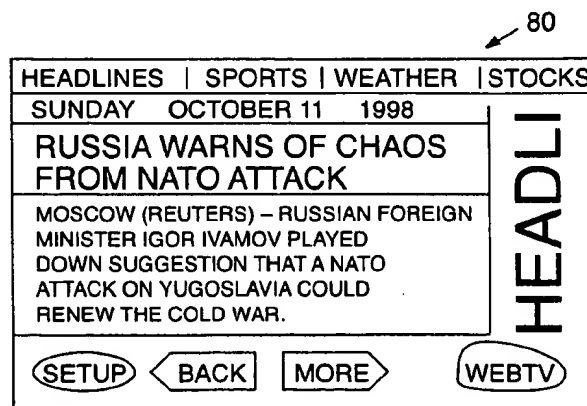 80
HEADLINES | SPORTS | WEATHER | STOCKS
SUNDAY OCTOBER 11 1998
RUSSIA WARNS OF CHAOS
FROM NATO ATTACK
MOSCOW (REUTERS) – RUSSIAN FOREIGN
MINISTER IGOR IVAMOV PLAYED
DOWN SUGGESTION THAT A NATO
ATTACK ON YUGOSLAVIA COULD
RENEW THE COLD WAR.
HEADLI
SETUP BACK MORE WEBTV